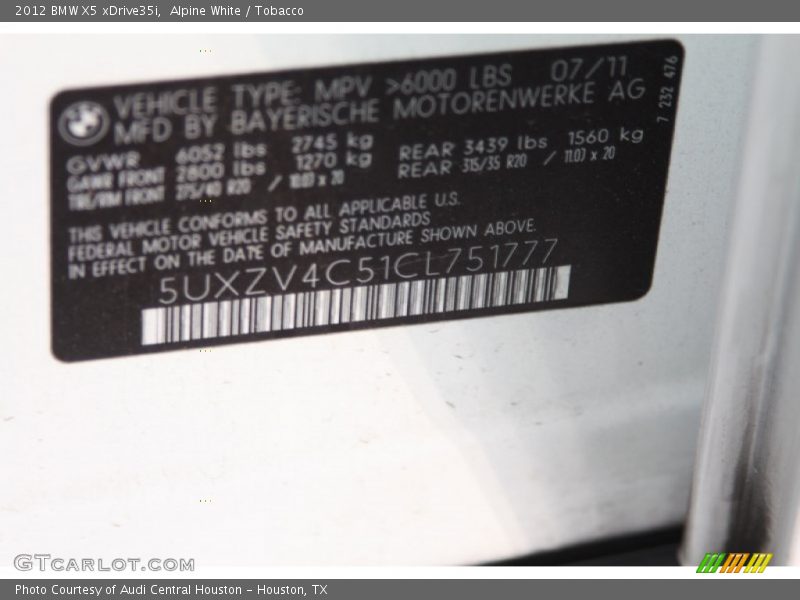 2012 BMW X5 xDrive35i, Alpine White / Tobacco
VEHICLE TYPE: MPV >6000 LBS 07/11
MFD BY BAYERISCHE MOTORENWERKE AG
7 232 476
GVWR 6052 lbs 2745 kg
GAWR FRONT 2800 lbs 1270 kg REAR 3439 lbs 1560 kg
TRE/RIM FRONT 275/40 R20 / 10.03 x 20 REAR 315/35 R20 / 11.03 x 20
THIS VEHICLE CONFORMS TO ALL APPLICABLE U.S.
FEDERAL MOTOR VEHICLE SAFETY STANDARDS
IN EFFECT ON THE DATE OF MANUFACTURE SHOWN ABOVE.
5UXZV4C51CL751777
GTcarlot.com
Photo Courtesy of Audi Central Houston - Houston, TX